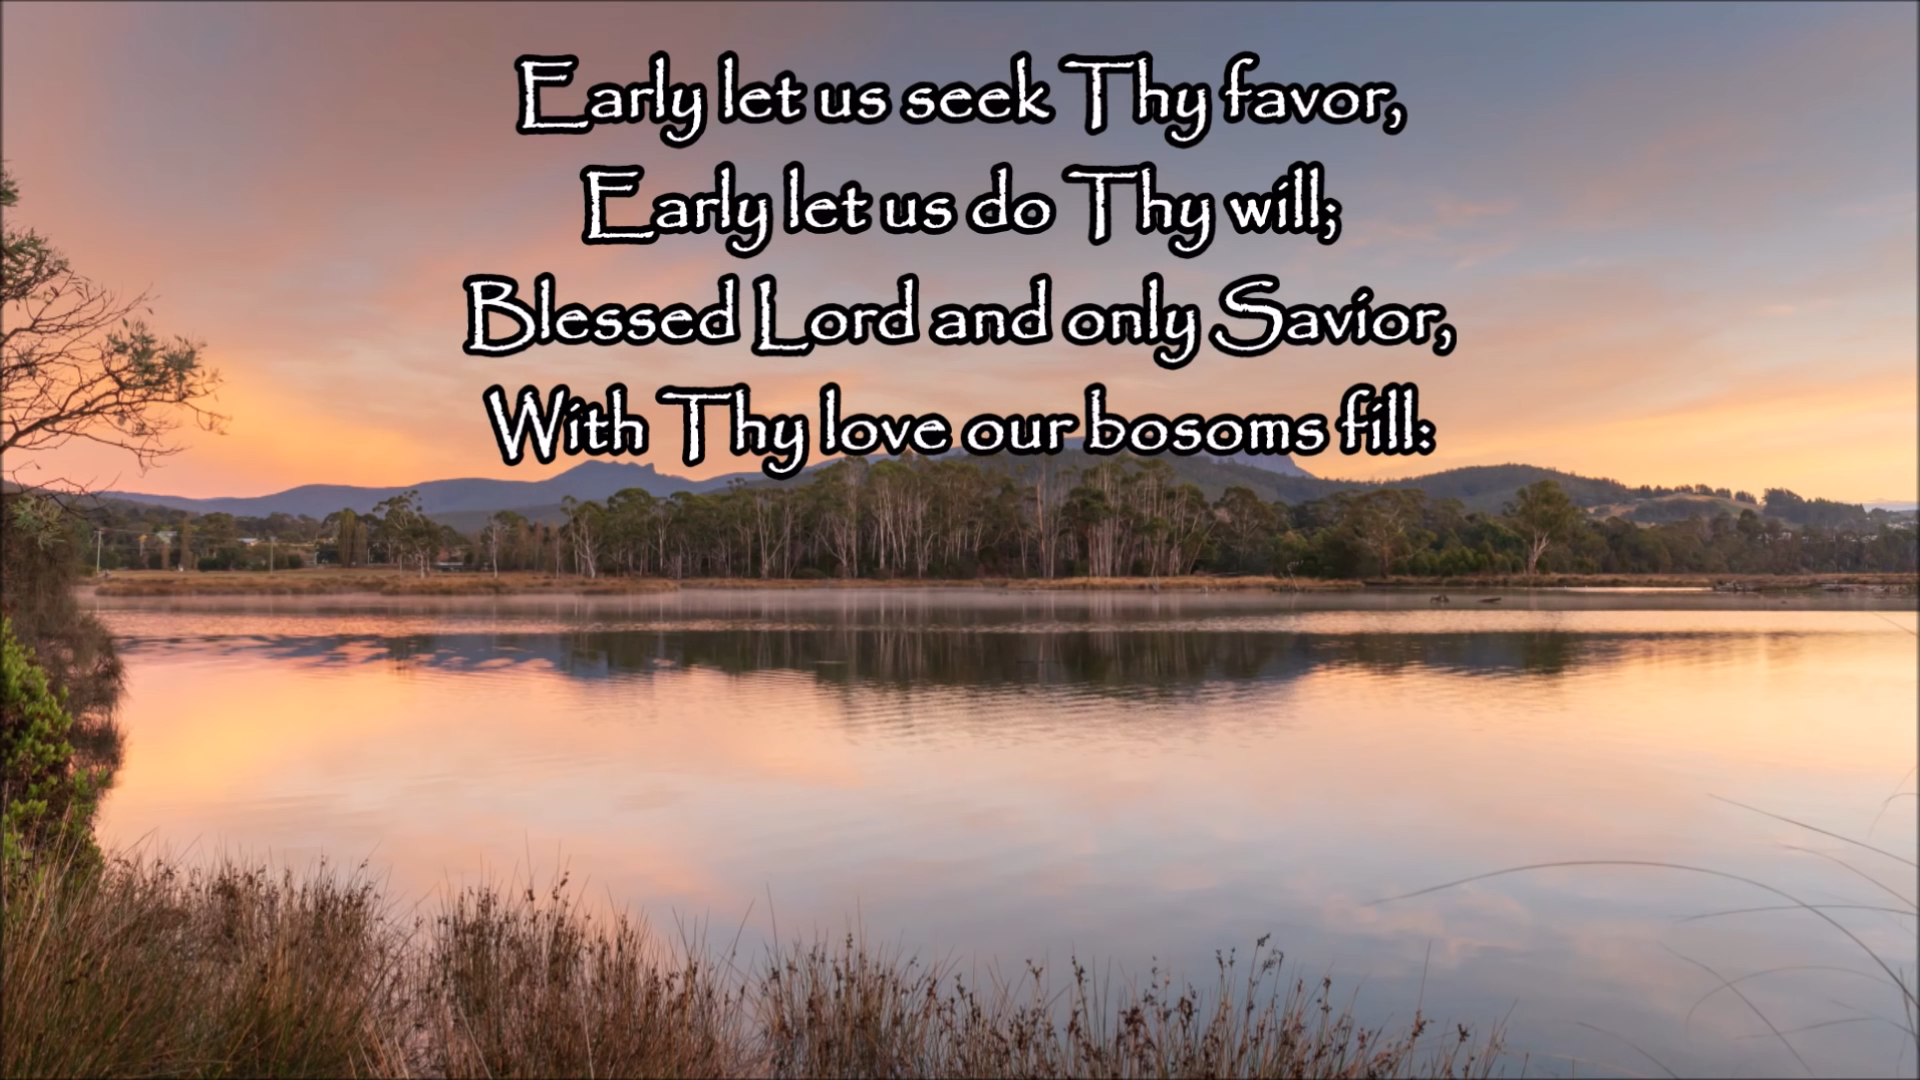 Early let us seek Thy favor,
Early let us do Thy will;
Blessed Lord and only Savior,
With Thy love our bosoms fill: